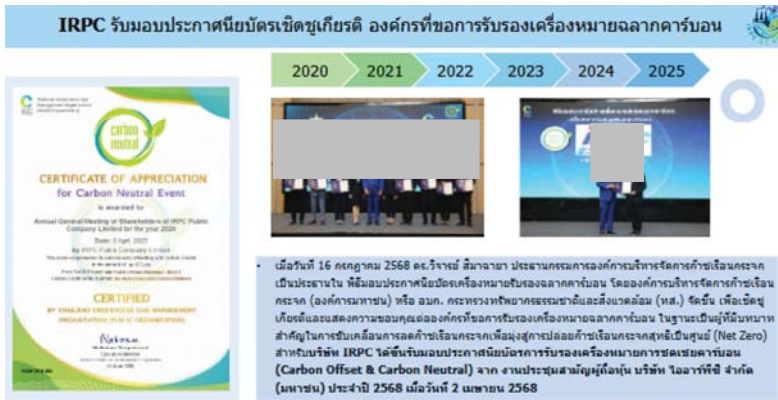 IRPC รับมอบประกาศนียบัตรเชิดชูเกียรติ องค์กรที่ขอการรับรองเครื่องหมายฉลากคาร์บอน
2020 2021 2022 2023 2024 2025
carbon
neutral
CERTIFICATE OF APPRECIATION
for Carbon Neutral Event
is awarded to
Annual General Meeting of Shareholders of IRPC Public
Company Limited for the year 2025
Date: 2 April 2025
by IRPC Public Company Limited
CERTIFIED
BY THAILAND GREENHOUSE GAS MANAGEMENT
ORGANIZATION (PUBLIC ORGANIZATION)
• เมื่อวันที่ 16 กรกฎาคม 2568 ดร.วิจารย์ สิมาฉายา ประธานกรรมการองค์การบริหารจัดการก๊าซเรือนกระจก
เป็นประธานใน พิธีมอบประกาศนียบัตรเครื่องหมายรับรองฉลากคาร์บอน โดยองค์การบริหารจัดการก๊าซเรือน
กระจก (องค์การมหาชน) หรือ อบก. กระทรวงทรัพยากรธรรมชาติและสิ่งแวดล้อม (ทส.) จัดขึ้น เพื่อเชิดชู
เกียรติและแสดงความขอบคุณต่อองค์กรที่ขอการรับรองเครื่องหมายฉลากคาร์บอน ในฐานะเป็นผู้ที่มีบทบาท
สำคัญในการขับเคลื่อนการลดก๊าซเรือนกระจกเพื่อมุ่งสู่การปล่อยก๊าซเรือนกระจกสุทธิเป็นศูนย์ (Net Zero)
สำหรับบริษัท IRPC ได้ขึ้นรับมอบประกาศนียบัตรการรับรองเครื่องหมายการชดเชยคาร์บอน
(Carbon Offset & Carbon Neutral) จาก งานประชุมสามัญผู้ถือหุ้น บริษัท ไออาร์พีซี จำกัด
(มหาชน) ประจำปี 2568 เมื่อวันที่ 2 เมษายน 2568